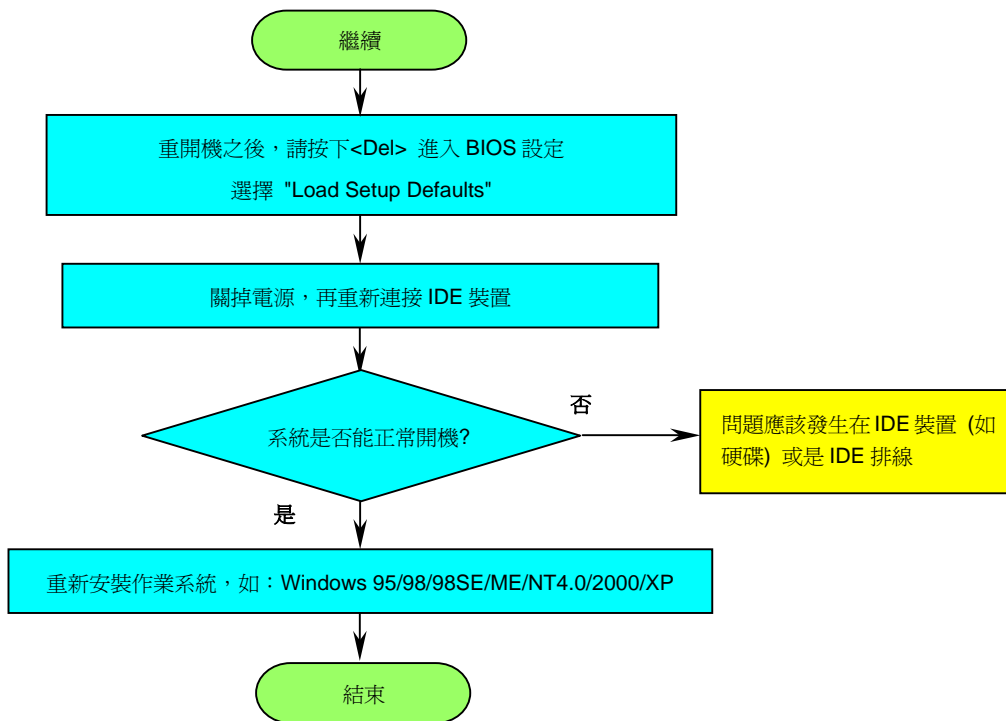 繼續
重開機之後,請按下<Del> 進入 BIOS 設定
選擇 "Load Setup Defaults"
關掉電源,再重新連接 IDE 裝置
系統是否能正常開機?
否
問題應該發生在 IDE 裝置 (如
硬碟) 或是 IDE 排線
是
重新安裝作業系統,如:Windows 95/98/98SE/ME/NT4.0/2000/XP
結束